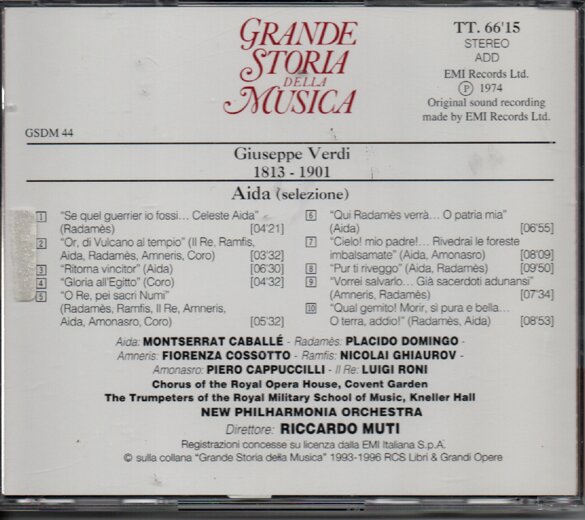 GRANDE
STORIA
DELLA
MUSICA
TT. 66'15
STEREO
ADD
EMI Records Ltd.
Ⓟ 1974
Original sound recording
made by EMI Records Ltd.
GSDM 44
Giuseppe Verdi
1813 - 1901
Aida (selezione)
1 "Se quel guerrier io fossi... Celeste Aida"
(Radamès) [04'21]
2 "Or, di Vulcano al tempio" (Il Re, Ramfis,
Aida, Radamès, Amneris, Coro) [03'32]
3 "Ritorna vincitor" (Aida) [06'30]
4 "Gloria all'Egitto" (Coro) [04'32]
5 "O Re, pei sacri Numi"
(Radamès, Ramfis, Il Re, Amneris,
Aida, Amonasro, Coro) [05'32]
6 "Qui Radamès verrà... O patria mia"
(Aida) [06'55]
7 "Cielo! mio padre!... Rivedrai le foreste
imbalsamate" (Aida, Amonasro) [08'09]
8 "Pur ti riveggo" (Aida, Radamès) [09'50]
9 "Vorrei salvarlo... Già sacerdoti adunansi"
(Amneris, Radamès) [07'34]
10 "Qual gemito! Morir, sì pura e bella...
O terra, addio!" (Radamès, Aida) [08'53]
Aida: MONTSERRAT CABALLÉ - Radamès: PLACIDO DOMINGO -
Amneris: FIORENZA COSSOTTO - Ramfis: NICOLAI GHIAUROV -
Amonasro: PIERO CAPPUCCILLI - Il Re: LUIGI RONI
Chorus of the Royal Opera House, Covent Garden
The Trumpeters of the Royal Military School of Music, Kneller Hall
NEW PHILHARMONIA ORCHESTRA
Direttore: RICCARDO MUTI
Registrazioni concesse su licenza dalla EMI Italiana S.p.A.
© sulla collana "Grande Storia della Musica" 1993-1996 RCS Libri & Grandi Opere